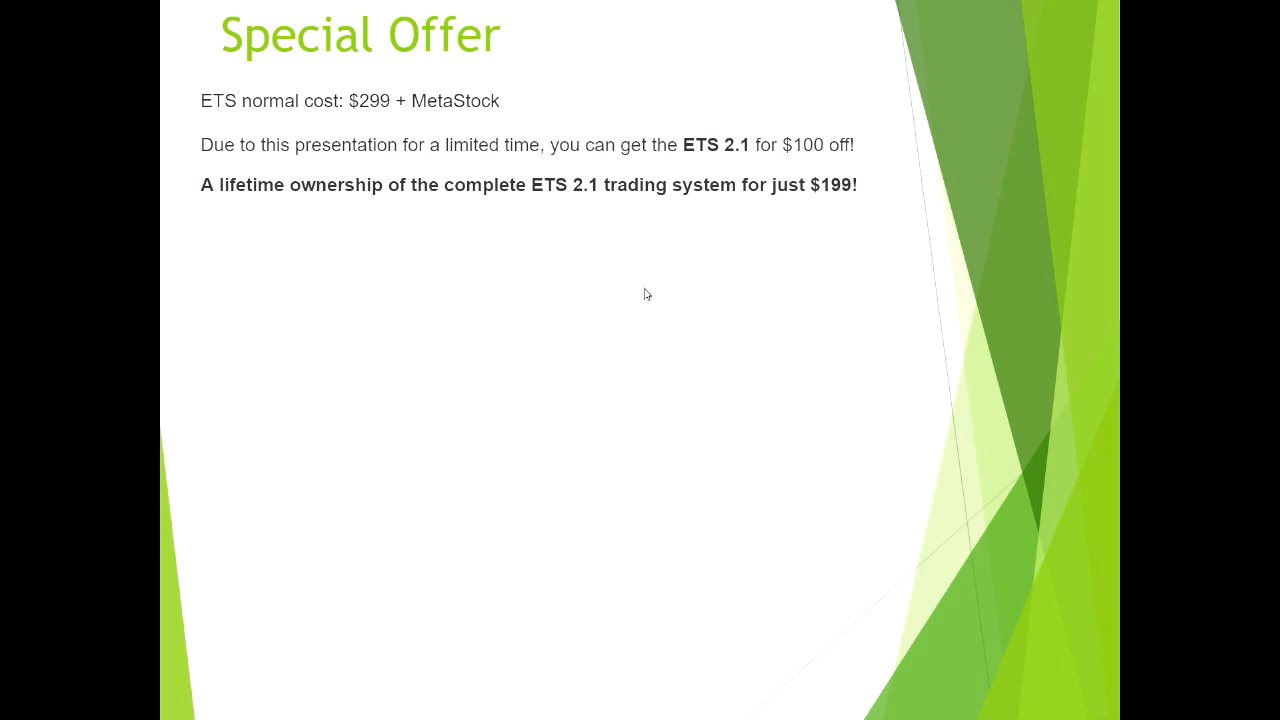 Special Offer
ETS normal cost: $299 + MetaStock
Due to this presentation for a limited time, you can get the ETS 2.1 for $100 off!
A lifetime ownership of the complete ETS 2.1 trading system for just $199!